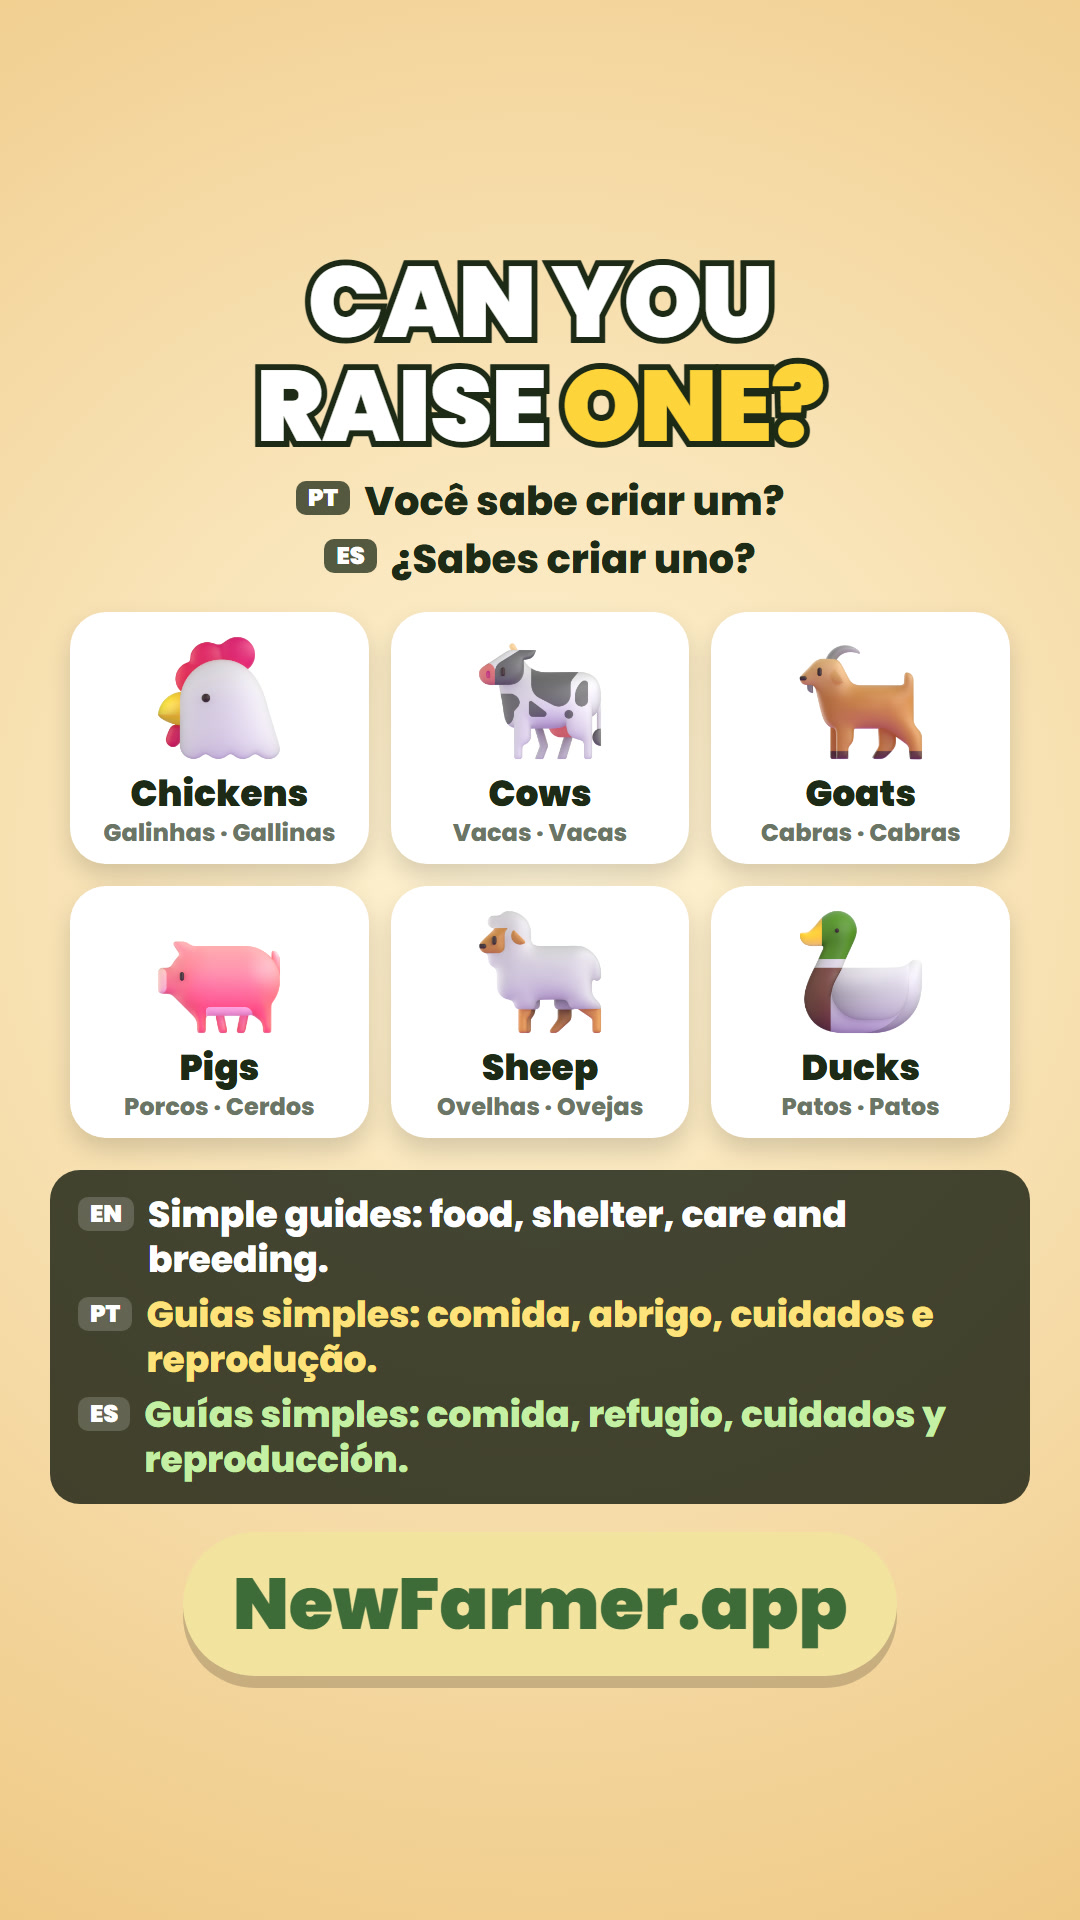 CAN YOU
RAISE ONE?
PT Você sabe criar um?
ES ¿Sabes criar uno?
Chickens
Galinhas · Gallinas
Cows
Vacas · Vacas
Goats
Cabras · Cabras
Pigs
Porcos · Cerdos
Sheep
Ovelhas · Ovejas
Ducks
Patos · Patos
EN Simple guides: food, shelter, care and
breeding.
PT Guias simples: comida, abrigo, cuidados e
reprodução.
ES Guías simples: comida, refugio, cuidados y
reproducción.
NewFarmer.app